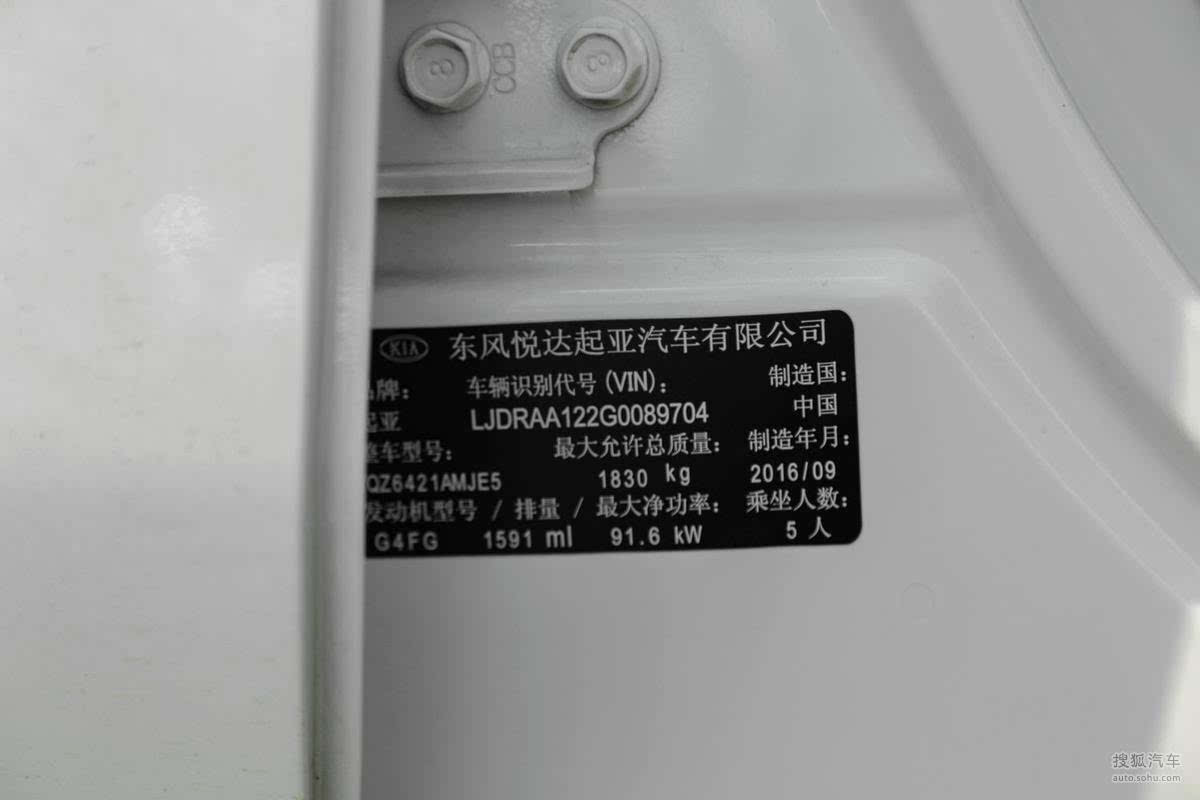 8 OCB 8
KIA 东风悦达起亚汽车有限公司
牌： 车辆识别代号(VIN)： 制造国：
亚 LJDRAA122G0089704 中国
车型号： 最大允许总质量： 制造年月：
QZ6421AMJE5 1830 kg 2016/09
发动机型号 / 排量 / 最大净功率： 乘坐人数：
G4FG 1591 ml 91.6 kW 5 人
搜狐汽车
auto.sohu.com